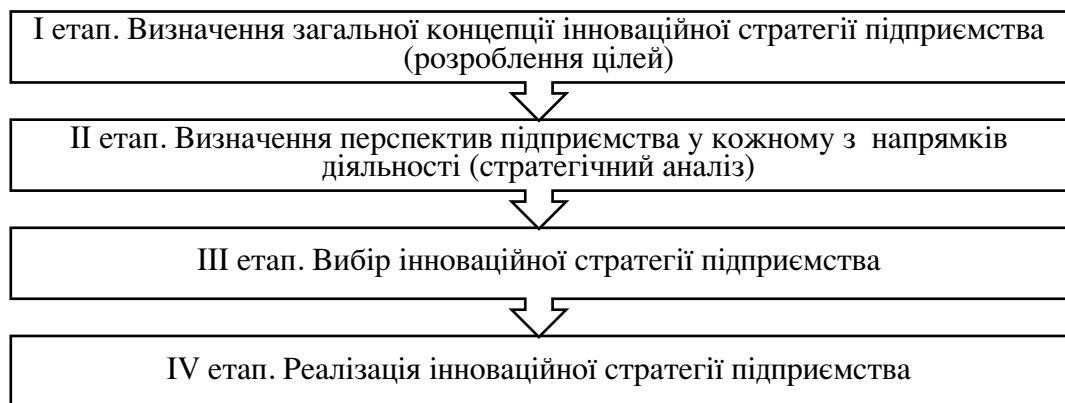 І етап. Визначення загальної концепції інноваційної стратегії підприємства
(розроблення цілей)
ІІ етап. Визначення перспектив підприємства у кожному з напрямків
діяльності (стратегічний аналіз)
ІІІ етап. Вибір інноваційної стратегії підприємства
IV етап. Реалізація інноваційної стратегії підприємства